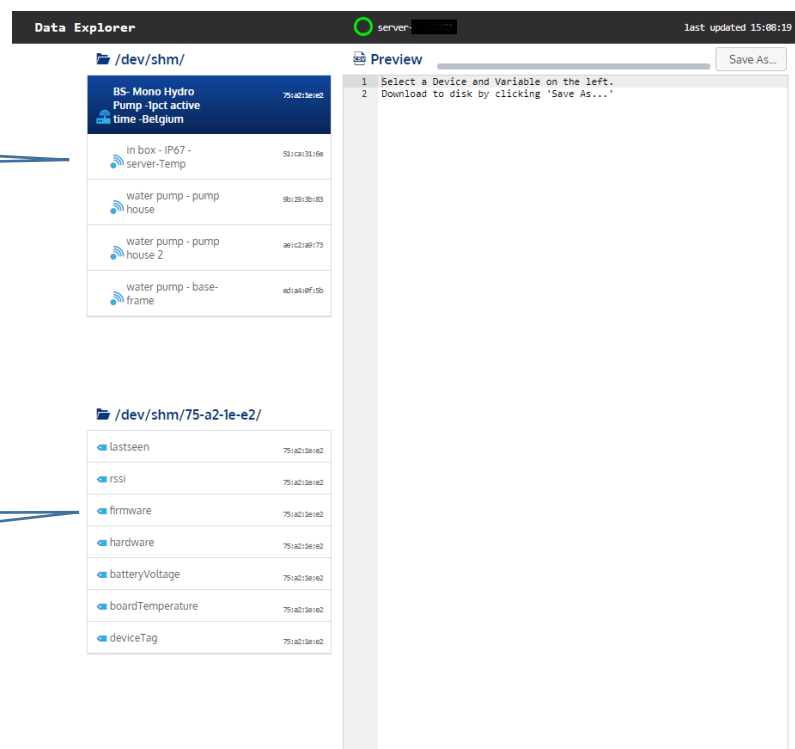 Data Explorer
server-
last updated 15:08:19
/dev/shm/
BS- Mono Hydro
Pump -1pct active
time -Belgium
75:a2:1e:e2
in box - IP67 -
server-Temp
51:ca:31:6e
water pump - pump
house
9b:29:3b:83
water pump - pump
house 2
ae:c2:a9:73
water pump - base-
frame
ed:a4:0f:5b
/dev/shm/75-a2-1e-e2/
lastseen
75:a2:1e:e2
rssi
75:a2:1e:e2
firmware
75:a2:1e:e2
hardware
75:a2:1e:e2
batteryVoltage
75:a2:1e:e2
boardTemperature
75:a2:1e:e2
deviceTag
75:a2:1e:e2
CSV Preview
Save As...
1 Select a Device and Variable on the left.
2 Download to disk by clicking 'Save As...'